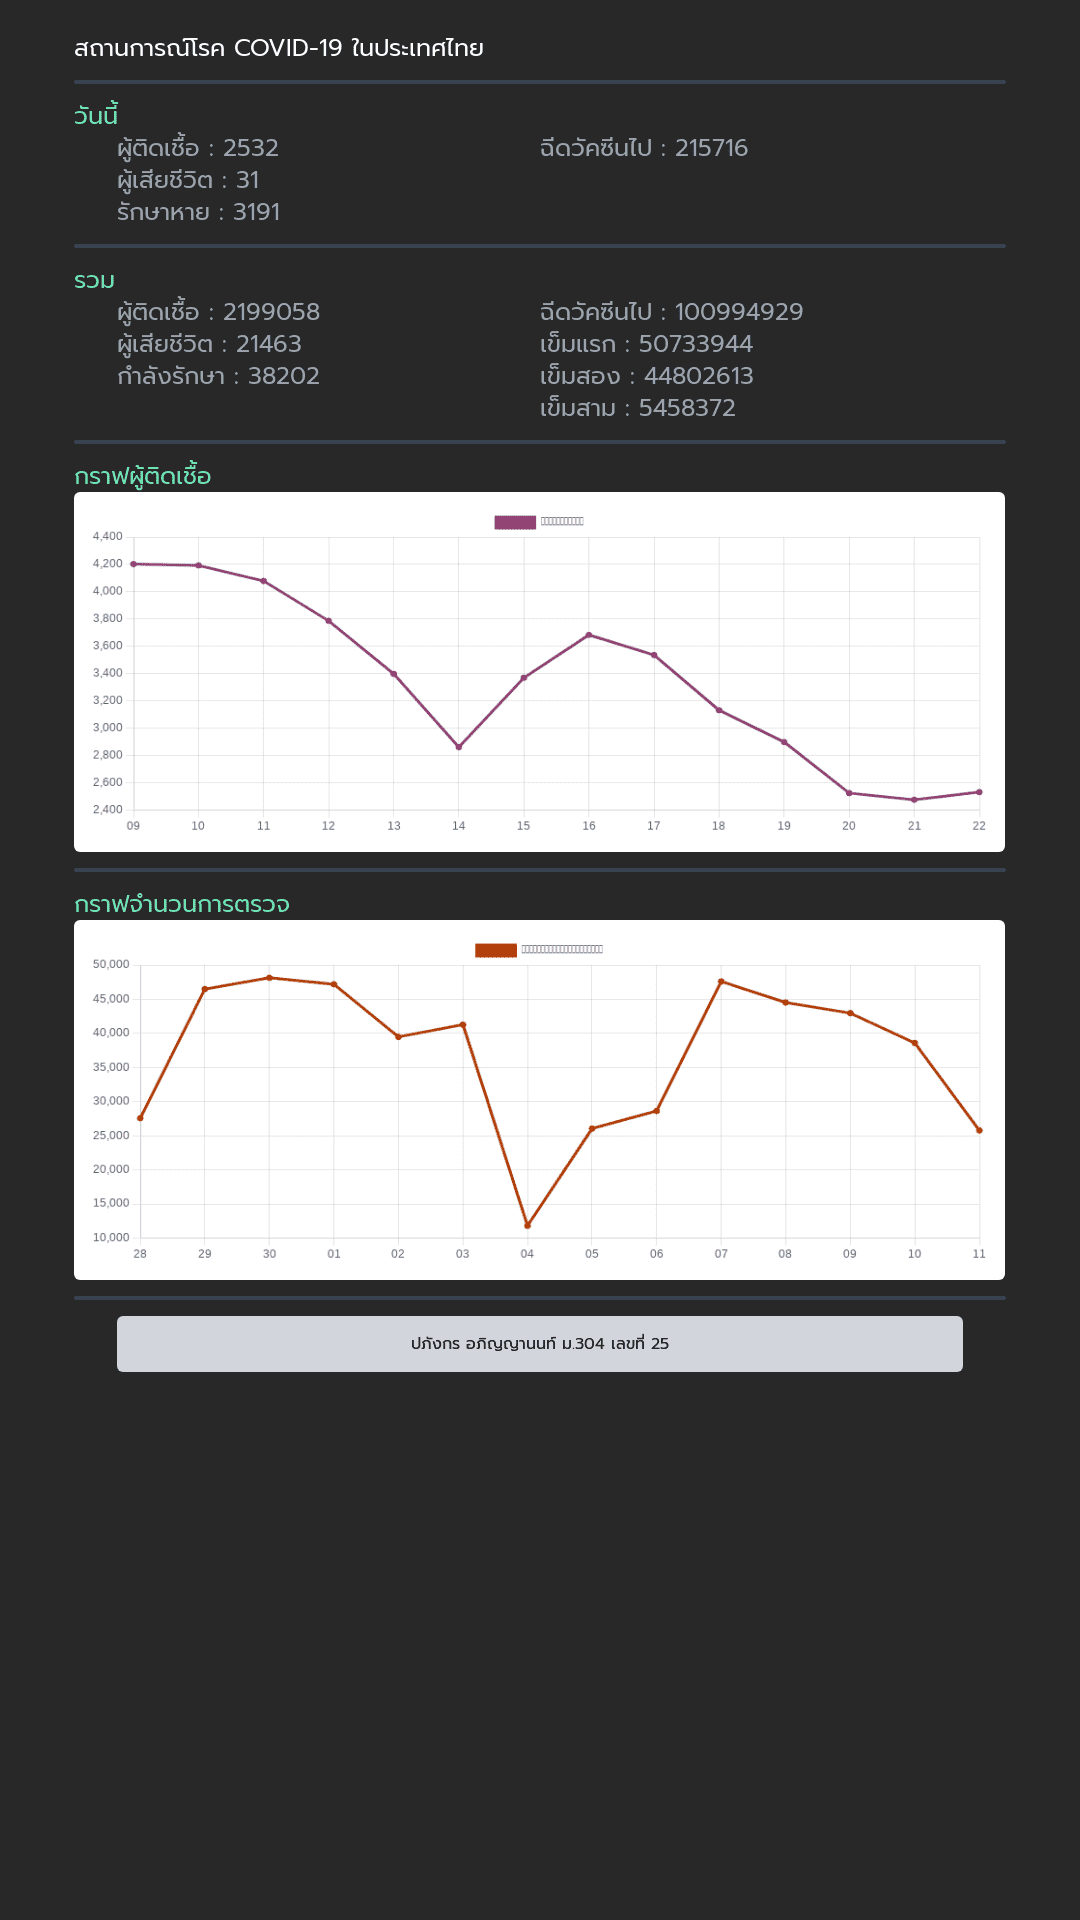 สถานการณ์โรค COVID-19 ในประเทศไทย
วันนี้
ผู้ติดเชื้อ : 2532
ผู้เสียชีวิต : 31
รักษาหาย : 3191
ฉีดวัคซีนไป : 215716
รวม
ผู้ติดเชื้อ : 2199058
ผู้เสียชีวิต : 21463
กำลังรักษา : 38202
ฉีดวัคซีนไป : 100994929
เข็มแรก : 50733944
เข็มสอง : 44802613
เข็มสาม : 5458372
กราฟผู้ติดเชื้อ
4,400
4,200
4,000
3,800
3,600
3,400
3,200
3,000
2,800
2,600
2,400
09 10 11 12 13 14 15 16 17 18 19 20 21 22
กราฟจำนวนการตรวจ
50,000
45,000
40,000
35,000
30,000
25,000
20,000
15,000
10,000
28 29 30 01 02 03 04 05 06 07 08 09 10 11
ปภังกร อภิญญานนท์ ม.304 เลขที่ 25